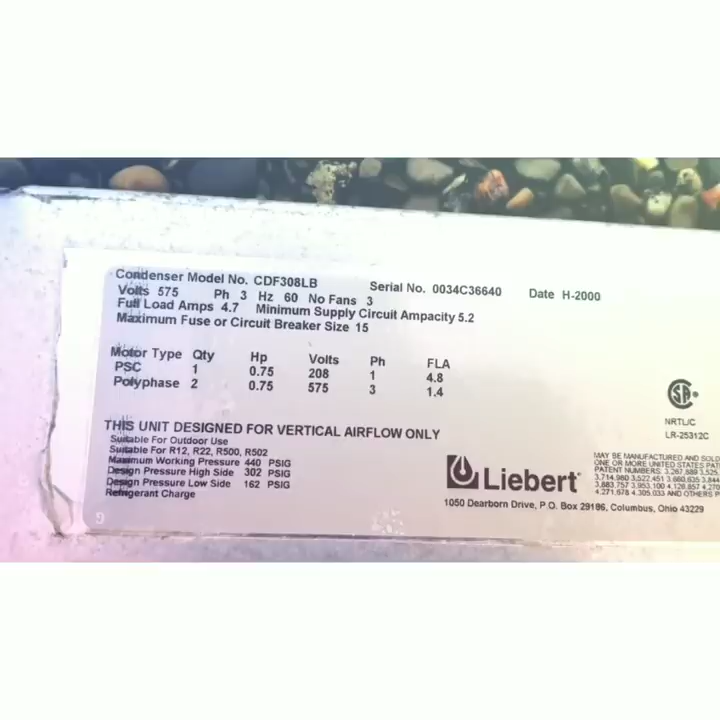 Condenser Model No. CDF308LB Serial No. 0034C36640 Date H-2000
Volts 575 Ph 3 Hz 60 No Fans 3
Full Load Amps 4.7 Minimum Supply Circuit Ampacity 5.2
Maximum Fuse or Circuit Breaker Size 15
Motor Type Qty Hp Volts Ph FLA
PSC 1 0.75 208 1 4.8
Polyphase 2 0.75 575 3 1.4
THIS UNIT DESIGNED FOR VERTICAL AIRFLOW ONLY
Suitable For Outdoor Use
Suitable For R12, R22, R500, R502
Maximum Working Pressure 440 PSIG
Design Pressure High Side 302 PSIG
Design Pressure Low Side 162 PSIG
Refrigerant Charge
SA
NRTL/C
LR-25312C
Liebert
1050 Dearborn Drive, P.O. Box 29186, Columbus, Ohio 43229
MAY BE MANUFACTURED AND SOLD
ONE OR MORE UNITED STATES PAT
PATENT NUMBERS: 3,267,889 3,525,
3,714,980 3,522,451 3,660,635 3,844
3,883,757 3,953,100 4,126,857 4,270
4,271,678 4,305,033 AND OTHERS P